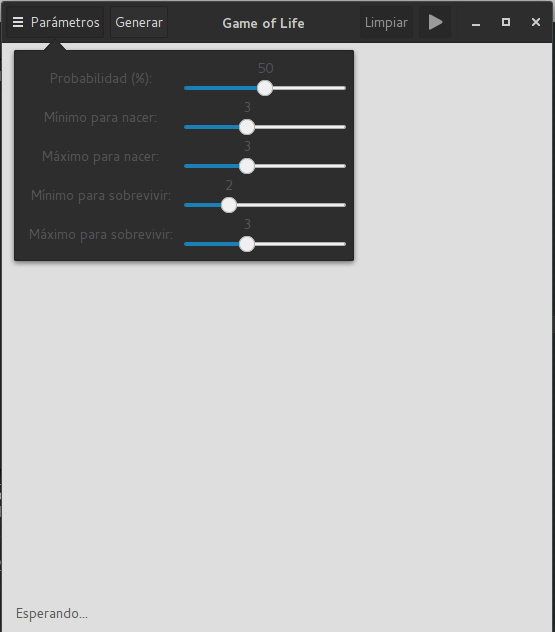 Parámetros Generar Game of Life Limpiar
50
Probabilidad (%):
3
Mínimo para nacer:
3
Máximo para nacer:
2
Mínimo para sobrevivir:
3
Máximo para sobrevivir:
Esperando...